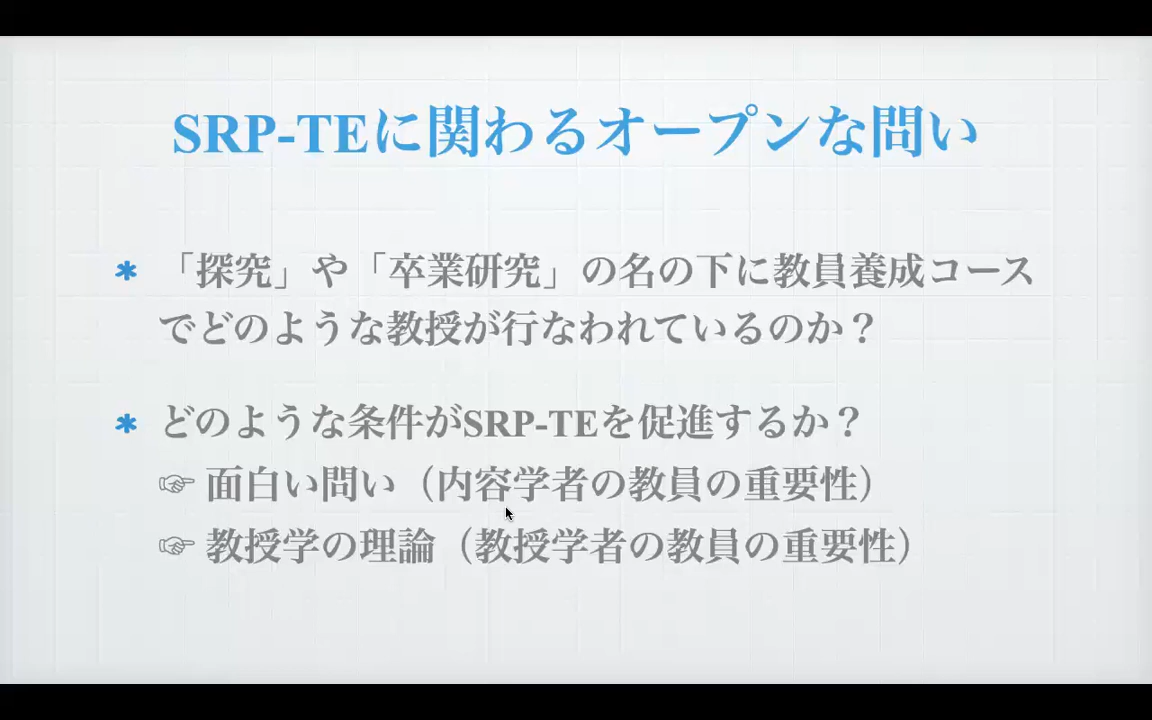 SRP-TEに関わるオープンな問い
* 「探究」や「卒業研究」の名の下に教員養成コース
でどのような教授が行なわれているのか？
* どのような条件がSRP-TEを促進するか？
☞ 面白い問い（内容学者の教員の重要性）
☞ 教授学の理論（教授学者の教員の重要性）